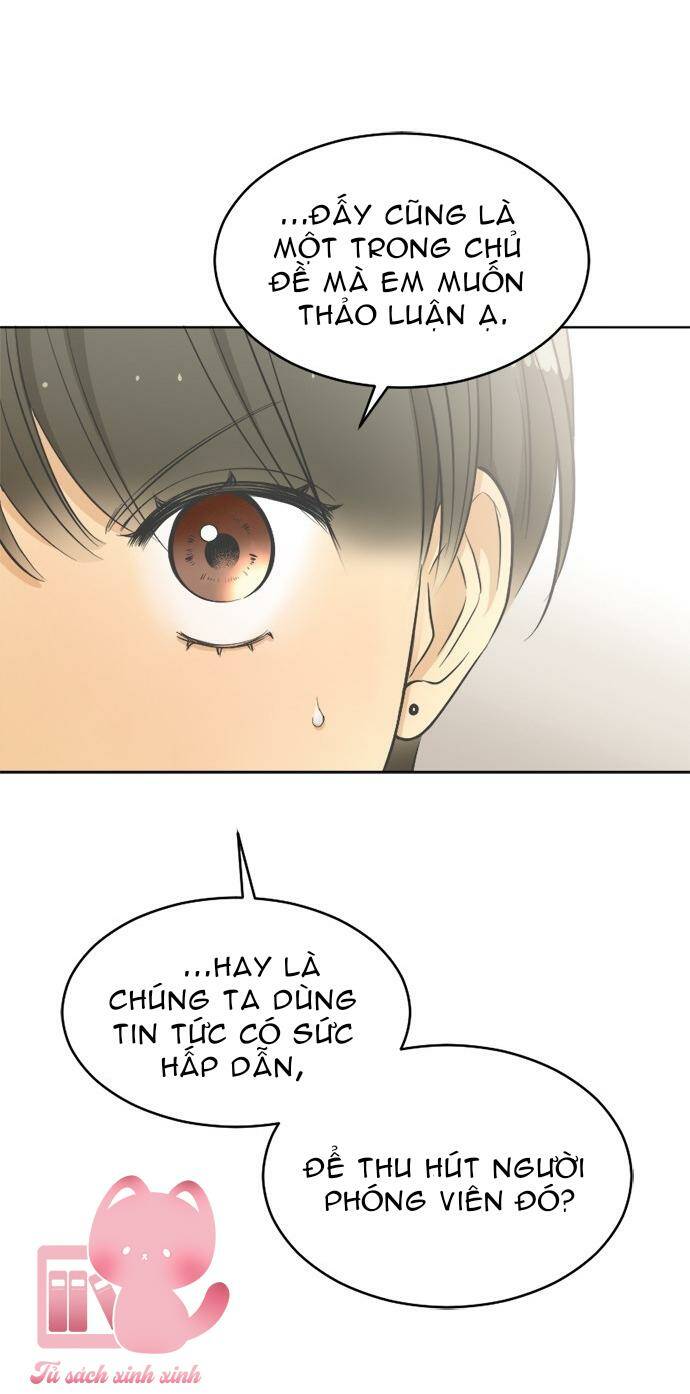 ...ĐẤY CŨNG LÀ
MỘT TRONG CHỦ
ĐỀ MÀ EM MUỐN
THẢO LUẬN Ạ.
...HAY LÀ
CHÚNG TA DÙNG
TIN TỨC CÓ SỨC
HẤP DẪN,
ĐỂ THU HÚT NGƯỜI
PHÓNG VIÊN ĐÓ?
Tủ sách xinh xinh